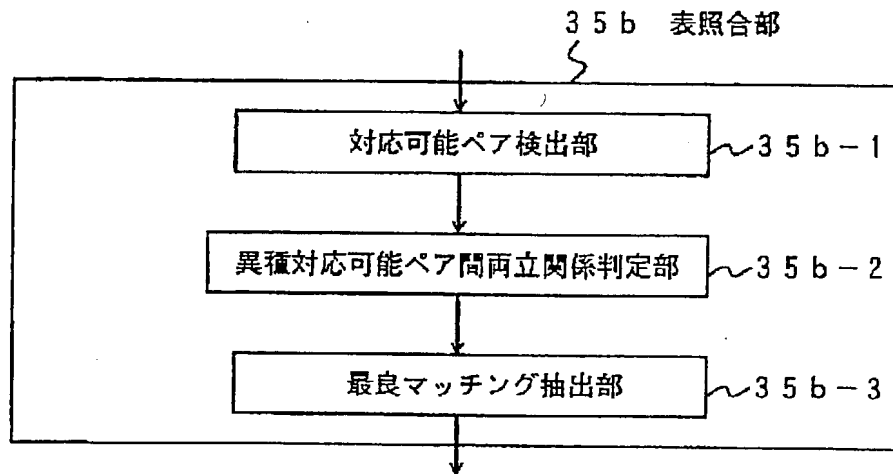 ３５ｂ 表照合部
対応可能ペア検出部 ３５ｂ－１
異種対応可能ペア間両立関係判定部 ３５ｂ－２
最良マッチング抽出部 ３５ｂ－３